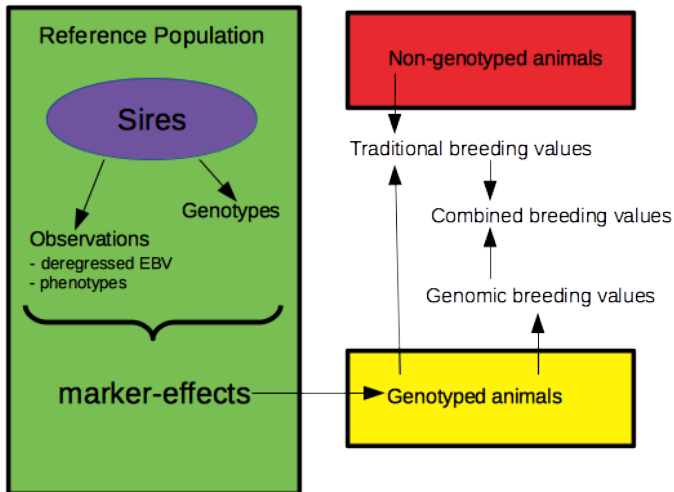 Reference Population
Sires
Genotypes
Observations
- deregressed EBV
- phenotypes
marker-effects
Non-genotyped animals
Traditional breeding values
Combined breeding values
Genomic breeding values
Genotyped animals